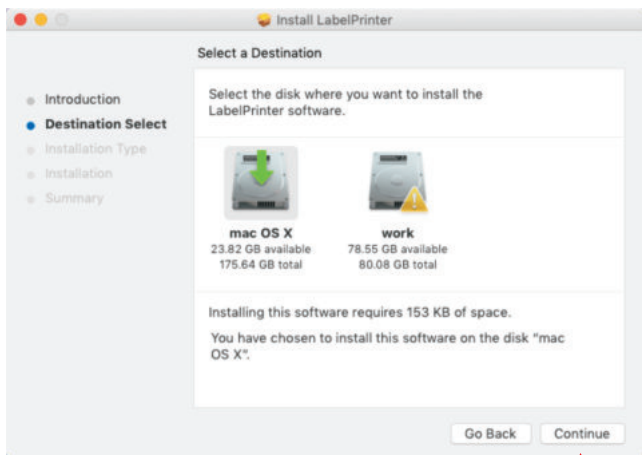 Install LabelPrinter
Select a Destination
Introduction
Destination Select
Installation Type
Installation
Summary
Select the disk where you want to install the
LabelPrinter software.
mac OS X
23.82 GB available
175.64 GB total
work
78.55 GB available
80.08 GB total
Installing this software requires 153 KB of space.
You have chosen to install this software on the disk "mac
OS X".
Go Back
Continue